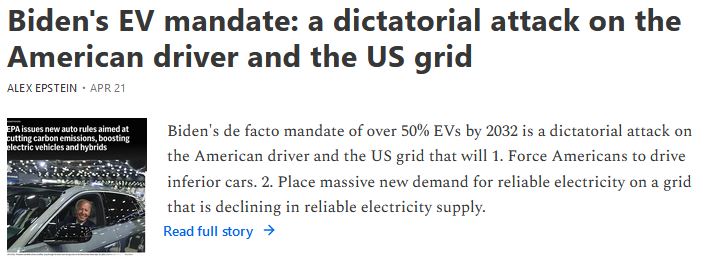 Biden's EV mandate: a dictatorial attack on the
American driver and the US grid
ALEX EPSTEIN • APR 21
EPA issues new auto rules aimed at
cutting carbon emissions, boosting
electric vehicles and hybrids
Biden's de facto mandate of over 50% EVs by 2032 is a dictatorial attack on
the American driver and the US grid that will 1. Force Americans to drive
inferior cars. 2. Place massive new demand for reliable electricity on a grid
that is declining in reliable electricity supply.
Read full story →